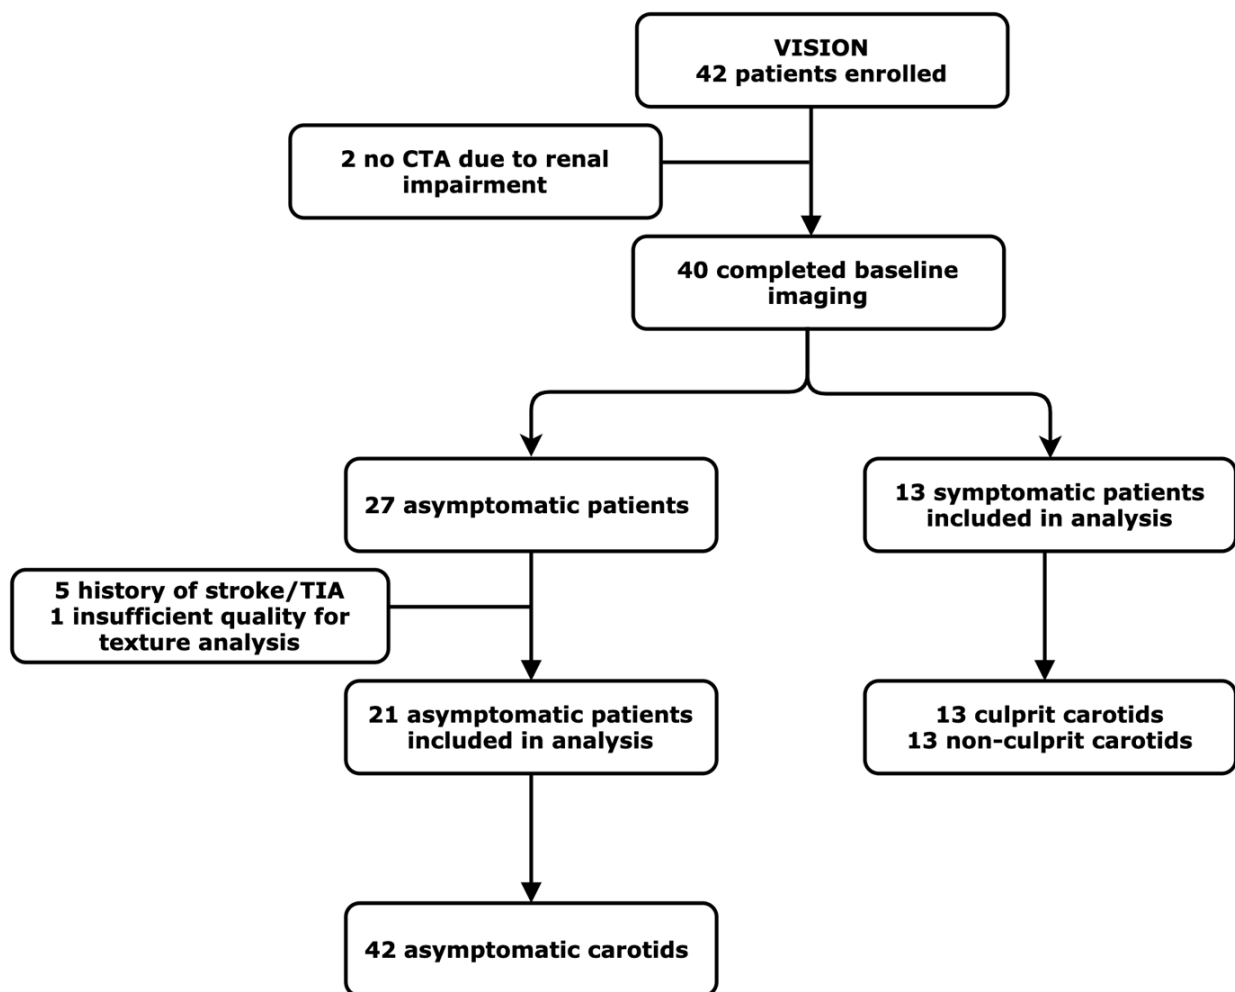 VISION
42 patients enrolled
2 no CTA due to renal
impairment
40 completed baseline
imaging
27 asymptomatic patients
13 symptomatic patients
included in analysis
5 history of stroke/TIA
1 insufficient quality for
texture analysis
21 asymptomatic patients
included in analysis
13 culprit carotids
13 non-culprit carotids
42 asymptomatic carotids